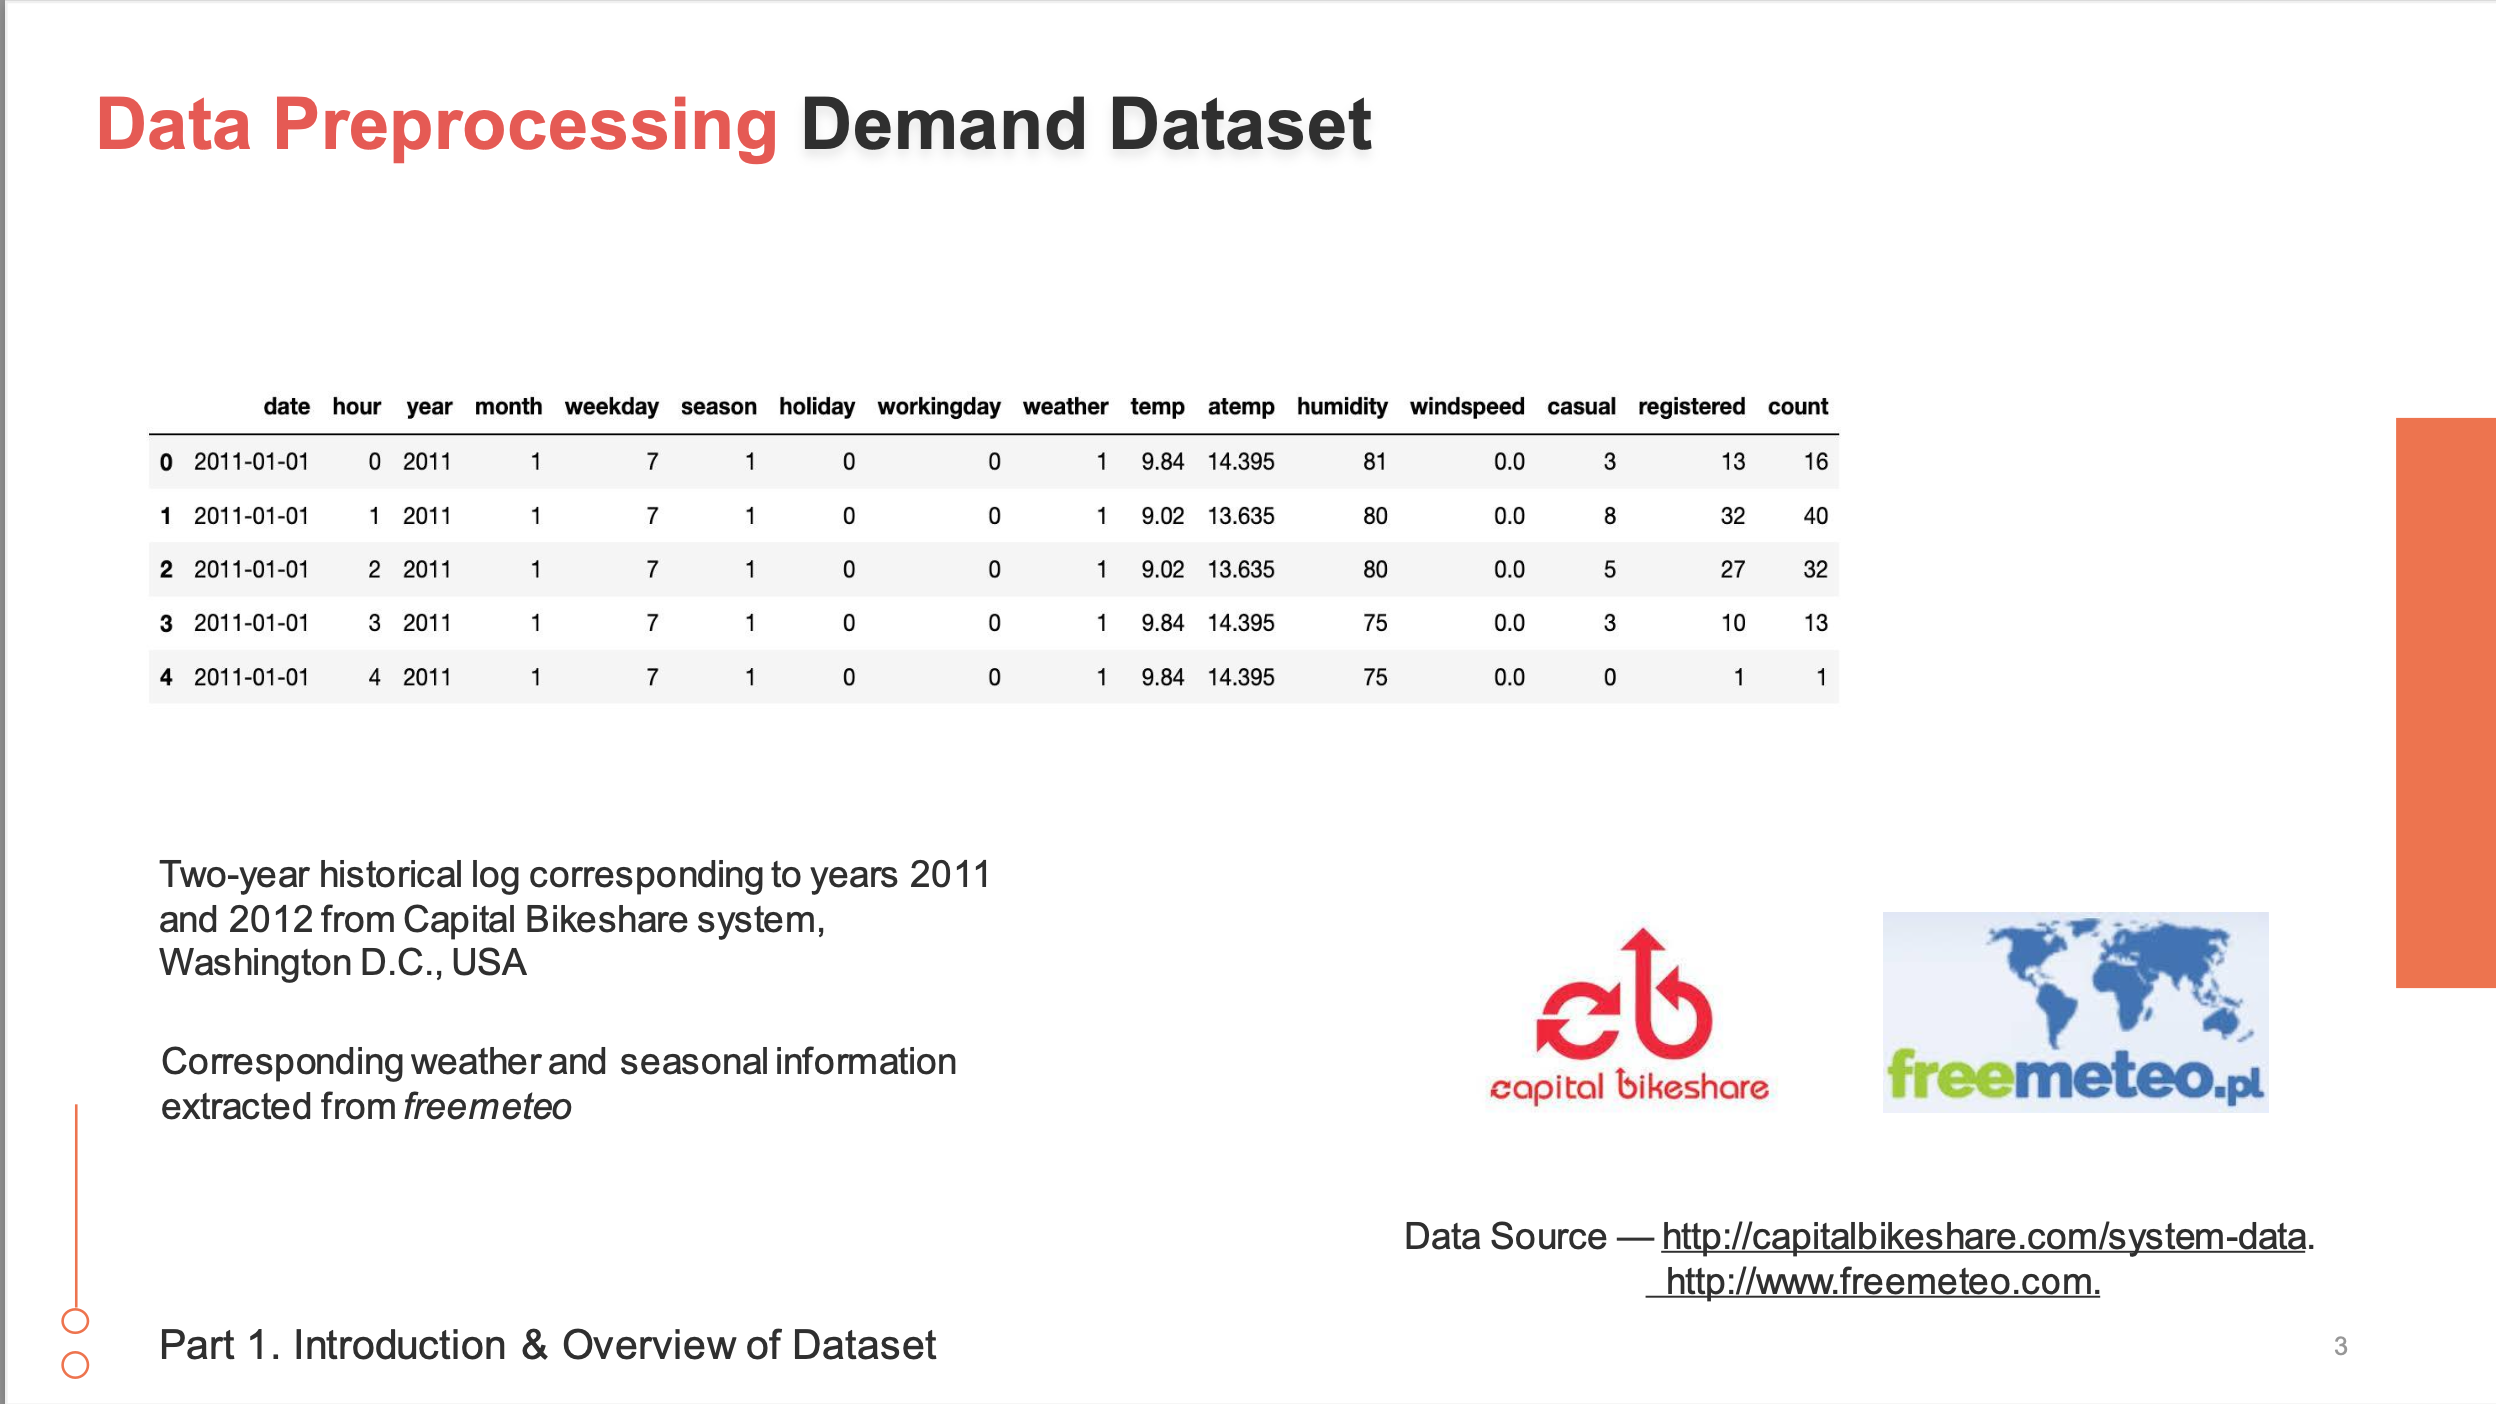 Data Preprocessing Demand Dataset
date hour year month weekday season holiday workingday weather temp atemp humidity windspeed casual registered count
0 2011-01-01 0 2011 1 7 1 0 0 1 9.84 14.395 81 0.0 3 13 16
1 2011-01-01 1 2011 1 7 1 0 0 1 9.02 13.635 80 0.0 8 32 40
2 2011-01-01 2 2011 1 7 1 0 0 1 9.02 13.635 80 0.0 5 27 32
3 2011-01-01 3 2011 1 7 1 0 0 1 9.84 14.395 75 0.0 3 10 13
4 2011-01-01 4 2011 1 7 1 0 0 1 9.84 14.395 75 0.0 0 1 1
Two-year historical log corresponding to years 2011
and 2012 from Capital Bikeshare system,
Washington D.C., USA
Corresponding weather and seasonal information
extracted from freemeteo
cb
capital bikeshare
freemeteo.pl
Data Source — http://capitalbikeshare.com/system-data.
http://www.freemeteo.com.
Part 1. Introduction & Overview of Dataset
3